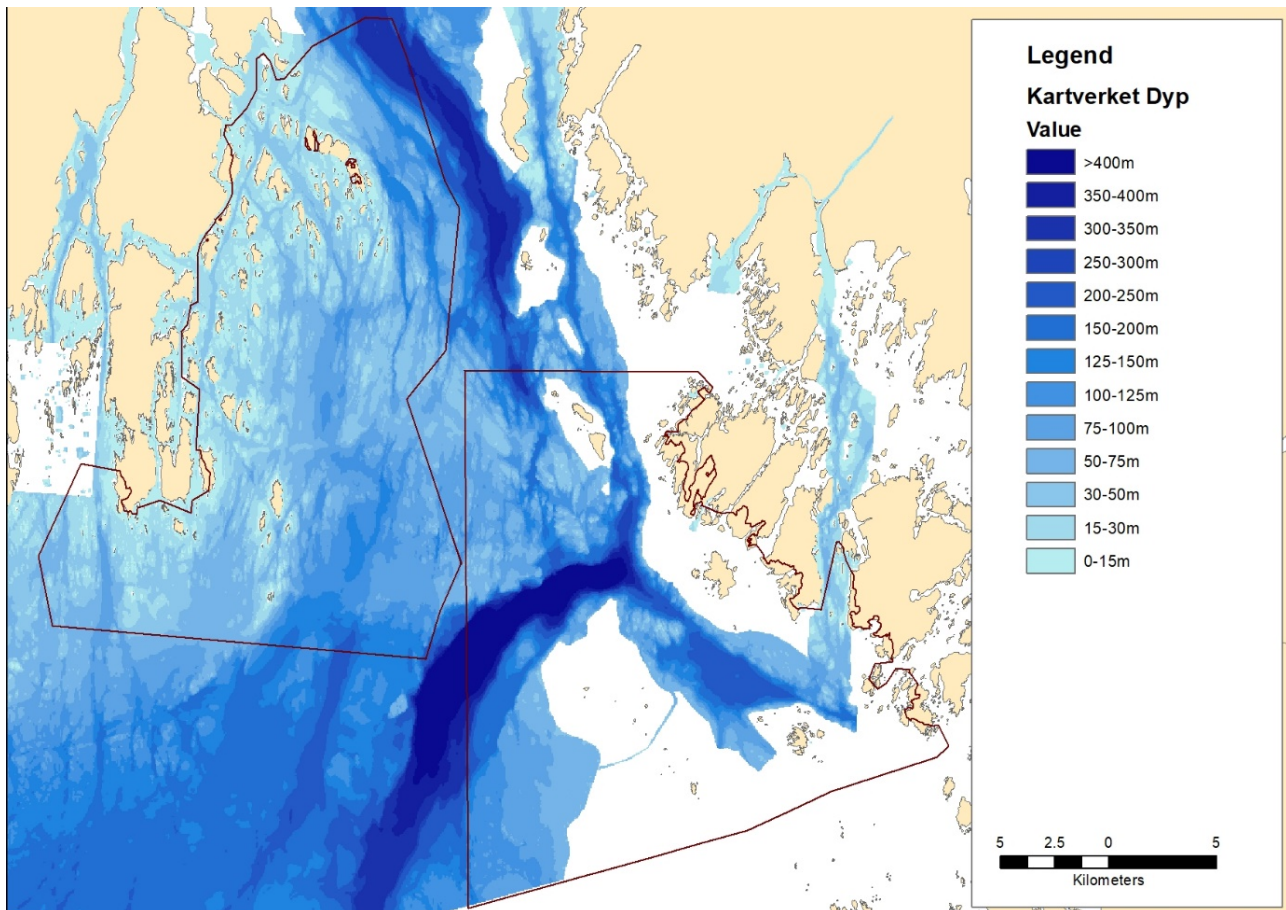 Legend
Kartverket Dyp
Value
>400m
350-400m
300-350m
250-300m
200-250m
150-200m
125-150m
100-125m
75-100m
50-75m
30-50m
15-30m
0-15m
5 2.5 0 5
Kilometers